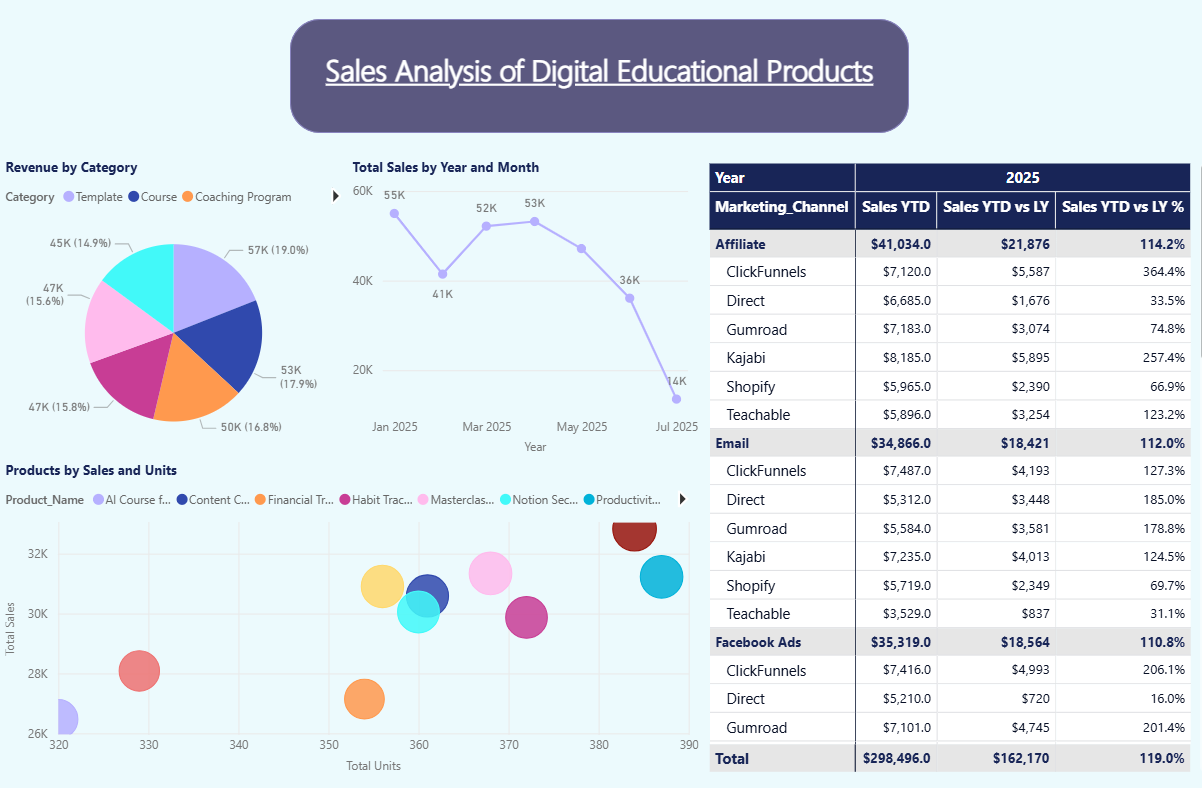 Sales Analysis of Digital Educational Products
Revenue by Category
Category Template Course Coaching Program
45K (14.9%)
57K (19.0%)
47K
(15.6%)
53K
(17.9%)
47K (15.8%)
50K (16.8%)
Total Sales by Year and Month
60K
40K
20K
55K
41K
52K
53K
36K
14K
Jan 2025 Mar 2025 May 2025 Jul 2025
Year
Products by Sales and Units
Product_Name AI Course f... Content C... Financial Tr... Habit Trac... Masterclas... Notion Sec... Productivit...
Total Sales
32K
30K
28K
26K
320 330 340 350 360 370 380 390
Total Units
Year 2025
Marketing_Channel Sales YTD Sales YTD vs LY Sales YTD vs LY %
Affiliate $41,034.0 $21,876 114.2%
ClickFunnels $7,120.0 $5,587 364.4%
Direct $6,685.0 $1,676 33.5%
Gumroad $7,183.0 $3,074 74.8%
Kajabi $8,185.0 $5,895 257.4%
Shopify $5,965.0 $2,390 66.9%
Teachable $5,896.0 $3,254 123.2%
Email $34,866.0 $18,421 112.0%
ClickFunnels $7,487.0 $4,193 127.3%
Direct $5,312.0 $3,448 185.0%
Gumroad $5,584.0 $3,581 178.8%
Kajabi $7,235.0 $4,013 124.5%
Shopify $5,719.0 $2,349 69.7%
Teachable $3,529.0 $837 31.1%
Facebook Ads $35,319.0 $18,564 110.8%
ClickFunnels $7,416.0 $4,993 206.1%
Direct $5,210.0 $720 16.0%
Gumroad $7,101.0 $4,745 201.4%
Total $298,496.0 $162,170 119.0%